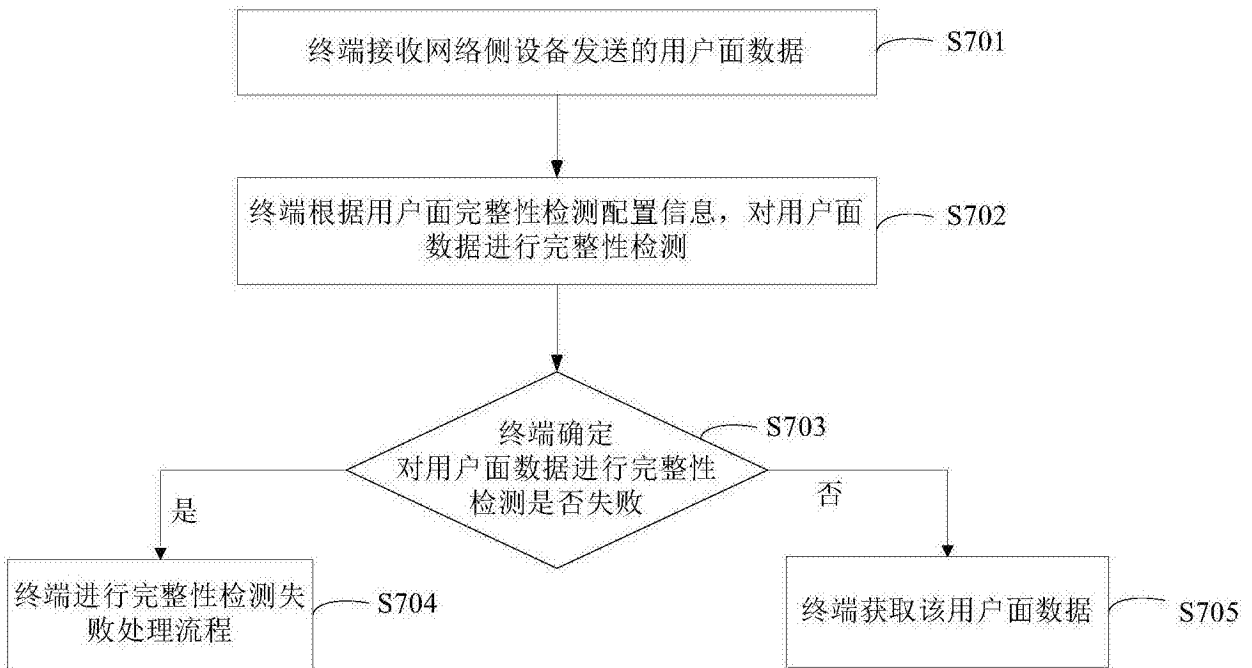 终端接收网络侧设备发送的用户面数据
S701
终端根据用户面完整性检测配置信息，对用户面
数据进行完整性检测
S702
终端确定
对用户面数据进行完整性
检测是否失败
S703
是
否
终端进行完整性检测失
败处理流程
S704
终端获取该用户面数据
S705